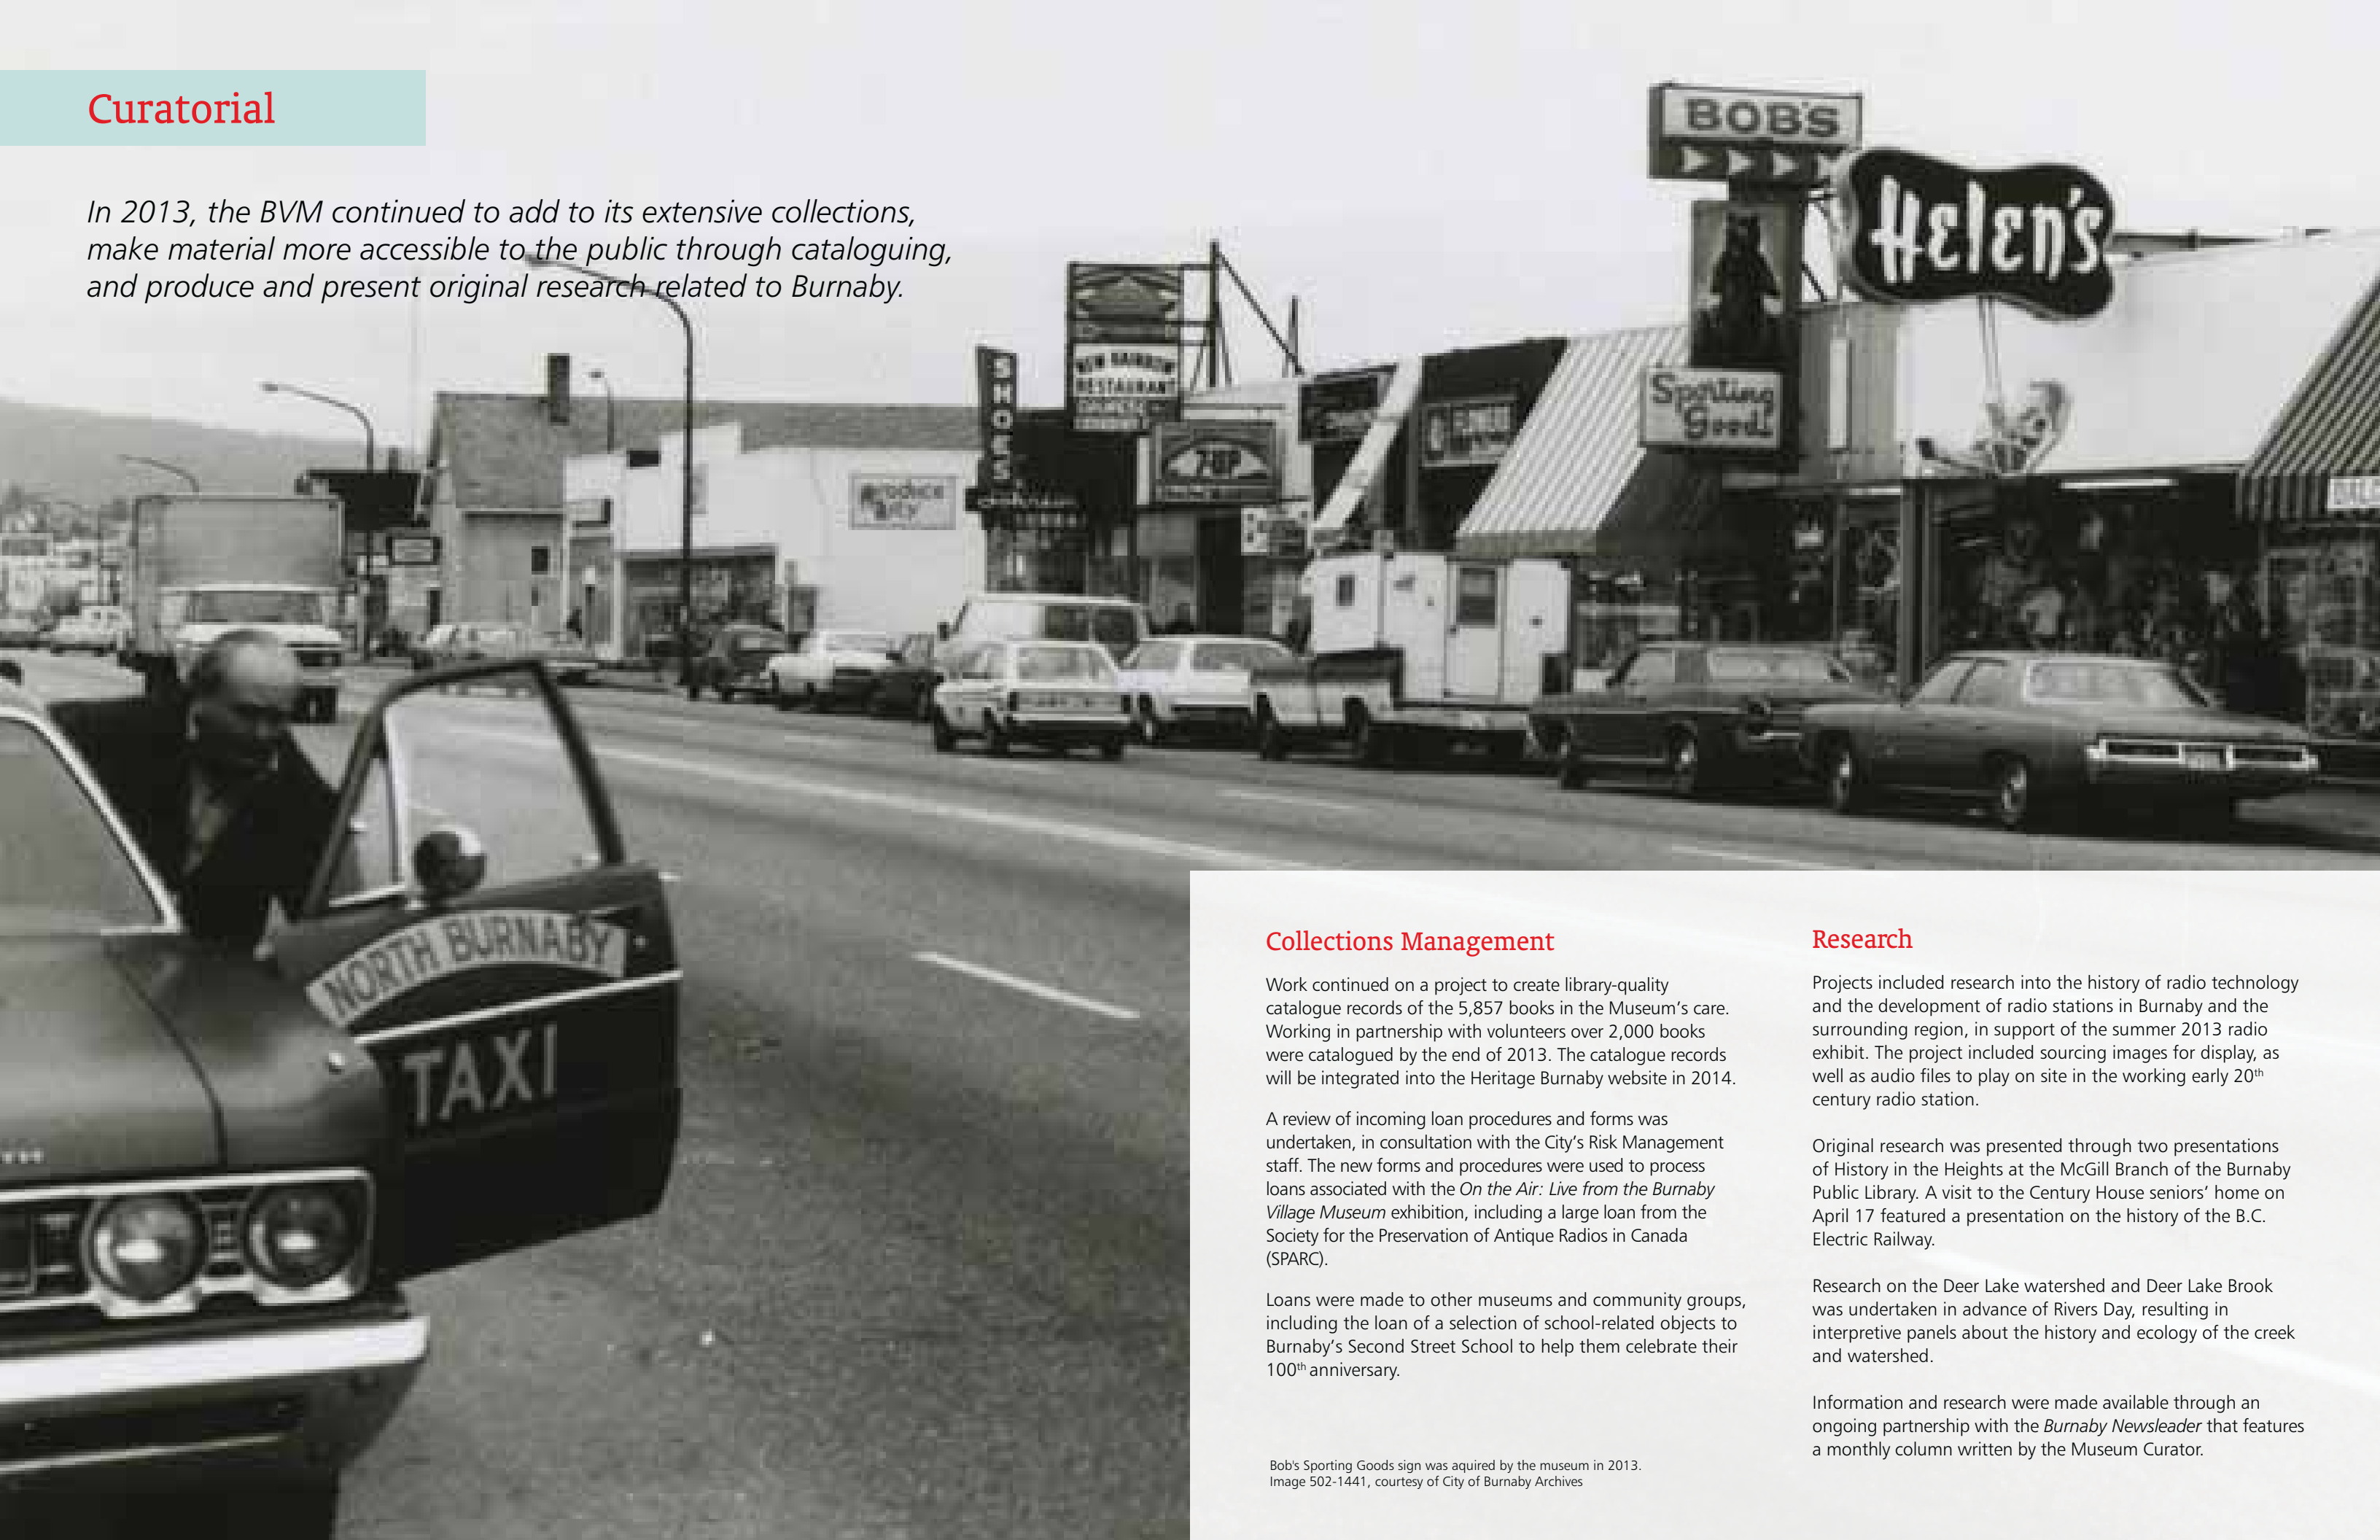 Curatorial
In 2013, the BVM continued to add to its extensive collections,
make material more accessible to the public through cataloguing,
and produce and present original research related to Burnaby.
BOB'S
HELEN'S
SHOES
RESTAURANT
7UP
Sporting
Good
produce
NORTH BURNABY
TAXI
Collections Management
Work continued on a project to create library-quality
catalogue records of the 5,857 books in the Museum's care.
Working in partnership with volunteers over 2,000 books
were catalogued by the end of 2013. The catalogue records
will be integrated into the Heritage Burnaby website in 2014.
A review of incoming loan procedures and forms was
undertaken, in consultation with the City's Risk Management
staff. The new forms and procedures were used to process
loans associated with the On the Air: Live from the Burnaby
Village Museum exhibition, including a large loan from the
Society for the Preservation of Antique Radios in Canada
(SPARC).
Loans were made to other museums and community groups,
including the loan of a selection of school-related objects to
Burnaby's Second Street School to help them celebrate their
100th anniversary.
Bob's Sporting Goods sign was aquired by the museum in 2013.
Image 502-1441, courtesy of City of Burnaby Archives
Research
Projects included research into the history of radio technology
and the development of radio stations in Burnaby and the
surrounding region, in support of the summer 2013 radio
exhibit. The project included sourcing images for display, as
well as audio files to play on site in the working early 20th
century radio station.
Original research was presented through two presentations
of History in the Heights at the McGill Branch of the Burnaby
Public Library. A visit to the Century House seniors' home on
April 17 featured a presentation on the history of the B.C.
Electric Railway.
Research on the Deer Lake watershed and Deer Lake Brook
was undertaken in advance of Rivers Day, resulting in
interpretive panels about the history and ecology of the creek
and watershed.
Information and research were made available through an
ongoing partnership with the Burnaby Newsleader that features
a monthly column written by the Museum Curator.